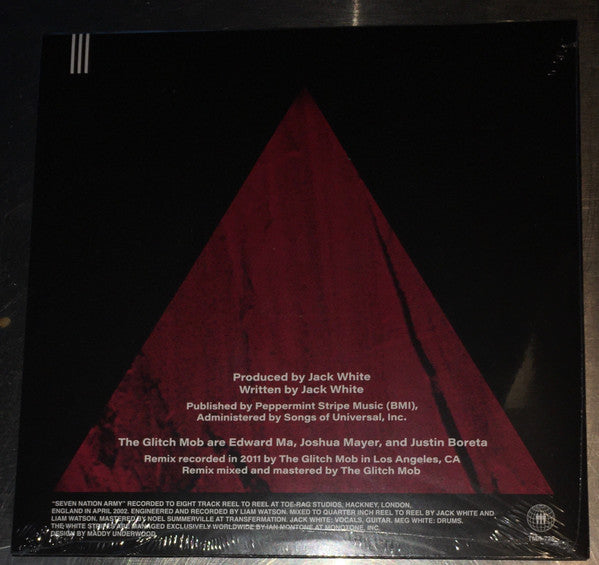 Produced by Jack White
Written by Jack White
Published by Peppermint Stripe Music (BMI),
Administered by Songs of Universal, Inc.
The Glitch Mob are Edward Ma, Joshua Mayer, and Justin Boreta
Remix recorded in 2011 by The Glitch Mob in Los Angeles, CA
Remix mixed and mastered by The Glitch Mob
"SEVEN NATION ARMY" RECORDED TO EIGHT TRACK REEL TO REEL AT TOE-RAG STUDIOS, HACKNEY, LONDON,
ENGLAND IN APRIL 2002. ENGINEERED AND RECORDED BY LIAM WATSON. MIXED TO QUARTER INCH REEL TO REEL BY JACK WHITE AND
LIAM WATSON. MASTERED BY NOEL SUMMERVILLE AT TRANSFERMATION. JACK WHITE: VOCALS, GUITAR. MEG WHITE: DRUMS.
THE WHITE STRIPES ARE MANAGED EXCLUSIVELY WORLDWIDE BY IAN MONTONE AT MONOTONE, INC.
DESIGN BY MADDY UNDERWOOD.